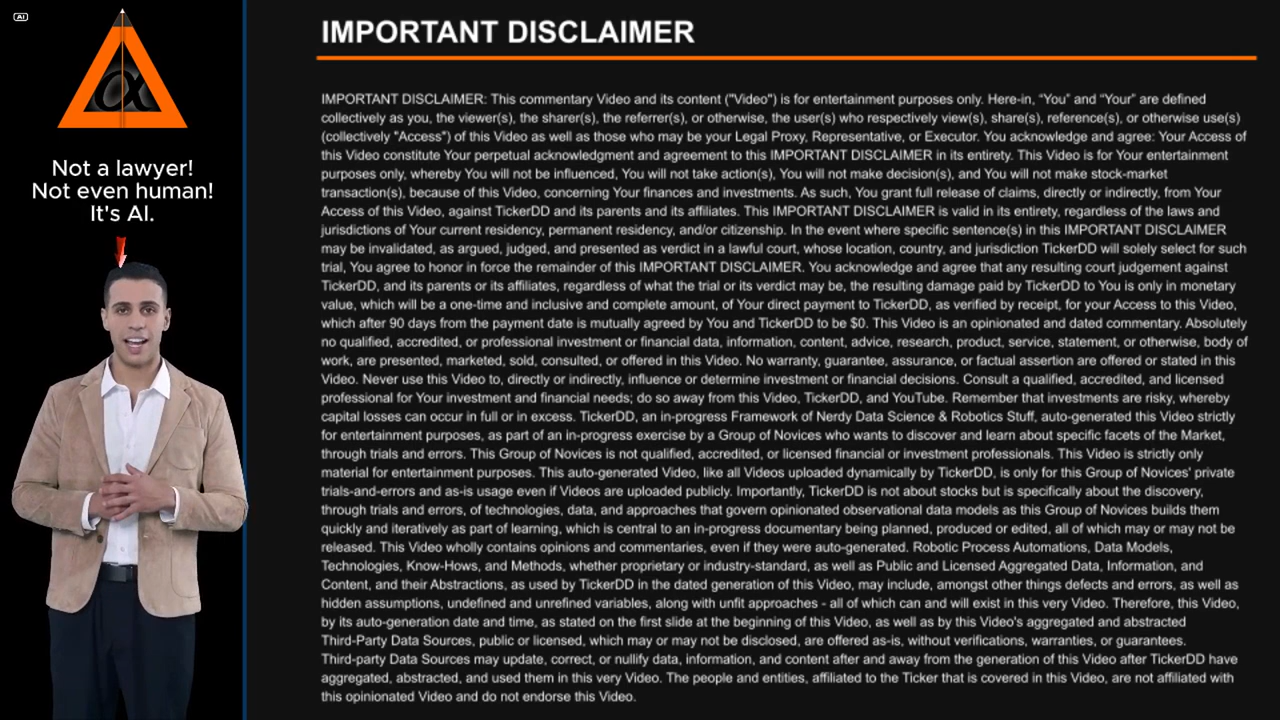 AI
α
Not a lawyer!
Not even human!
It's AI.
IMPORTANT DISCLAIMER
IMPORTANT DISCLAIMER: This commentary Video and its content ("Video") is for entertainment purposes only. Here-in, “You” and “Your” are defined
collectively as you, the viewer(s), the sharer(s), the referrer(s), or otherwise, the user(s) who respectively view(s), share(s), reference(s), or otherwise use(s)
(collectively "Access") of this Video as well as those who may be your Legal Proxy, Representative, or Executor. You acknowledge and agree: Your Access of
this Video constitute Your perpetual acknowledgment and agreement to this IMPORTANT DISCLAIMER in its entirety. This Video is for Your entertainment
purposes only, whereby You will not be influenced, You will not take action(s), You will not make decision(s), and You will not make stock-market
transaction(s), because of this Video, concerning Your finances and investments. As such, You grant full release of claims, directly or indirectly, from Your
Access of this Video, against TickerDD and its parents and its affiliates. This IMPORTANT DISCLAIMER is valid in its entirety, regardless of the laws and
jurisdictions of Your current residency, permanent residency, and/or citizenship. In the event where specific sentence(s) in this IMPORTANT DISCLAIMER
may be invalidated, as argued, judged, and presented as verdict in a lawful court, whose location, country, and jurisdiction TickerDD will solely select for such
trial, You agree to honor in force the remainder of this IMPORTANT DISCLAIMER. You acknowledge and agree that any resulting court judgement against
TickerDD, and its parents or its affiliates, regardless of what the trial or its verdict may be, the resulting damage paid by TickerDD to You is only in monetary
value, which will be a one-time and inclusive and complete amount, of Your direct payment to TickerDD, as verified by receipt, for your Access to this Video,
which after 90 days from the payment date is mutually agreed by You and TickerDD to be $0. This Video is an opinionated and dated commentary. Absolutely
no qualified, accredited, or professional investment or financial data, information, content, advice, research, product, service, statement, or otherwise, body of
work, are presented, marketed, sold, consulted, or offered in this Video. No warranty, guarantee, assurance, or factual assertion are offered or stated in this
Video. Never use this Video to, directly or indirectly, influence or determine investment or financial decisions. Consult a qualified, accredited, and licensed
professional for Your investment and financial needs; do so away from this Video, TickerDD, and YouTube. Remember that investments are risky, whereby
capital losses can occur in full or in excess. TickerDD, an in-progress Framework of Nerdy Data Science & Robotics Stuff, auto-generated this Video strictly
for entertainment purposes, as part of an in-progress exercise by a Group of Novices who wants to discover and learn about specific facets of the Market,
through trials and errors. This Group of Novices is not qualified, accredited, or licensed financial or investment professionals. This Video is strictly only
material for entertainment purposes. This auto-generated Video, like all Videos uploaded dynamically by TickerDD, is only for this Group of Novices' private
trials-and-errors and as-is usage even if Videos are uploaded publicly. Importantly, TickerDD is not about stocks but is specifically about the discovery,
through trials and errors, of technologies, data, and approaches that govern opinionated observational data models as this Group of Novices builds them
quickly and iteratively as part of learning, which is central to an in-progress documentary being planned, produced or edited, all of which may or may not be
released. This Video wholly contains opinions and commentaries, even if they were auto-generated. Robotic Process Automations, Data Models,
Technologies, Know-Hows, and Methods, whether proprietary or industry-standard, as well as Public and Licensed Aggregated Data, Information, and
Content, and their Abstractions, as used by TickerDD in the dated generation of this Video, may include, amongst other things defects and errors, as well as
hidden assumptions, undefined and unrefined variables, along with unfit approaches - all of which can and will exist in this very Video. Therefore, this Video,
by its auto-generation date and time, as stated on the first slide at the beginning of this Video, as well as by this Video's aggregated and abstracted
Third-Party Data Sources, public or licensed, which may or may not be disclosed, are offered as-is, without verifications, warranties, or guarantees.
Third-party Data Sources may update, correct, or nullify data, information, and content after and away from the generation of this Video after TickerDD have
aggregated, abstracted, and used them in this very Video. The people and entities, affiliated to the Ticker that is covered in this Video, are not affiliated with
this opinionated Video and do not endorse this Video.